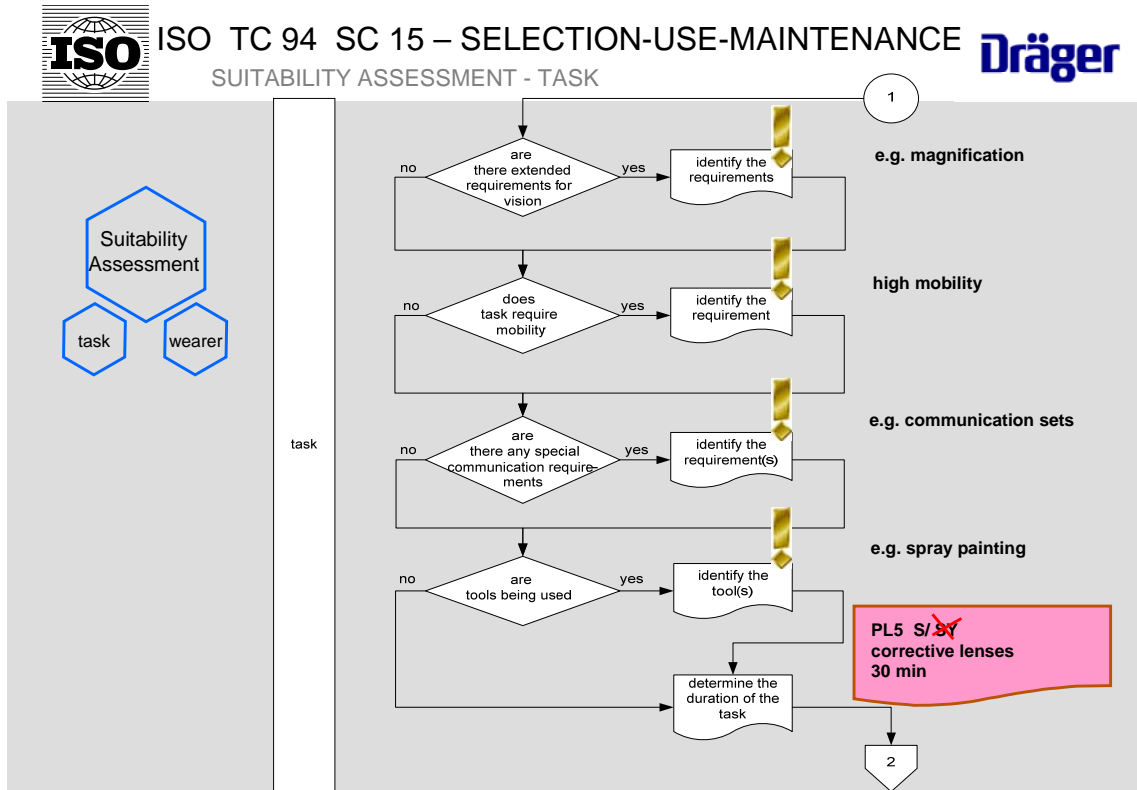 ISO
ISO TC 94 SC 15 – SELECTION-USE-MAINTENANCE
Dräger
SUITABILITY ASSESSMENT - TASK
1
are
there extended
requirements for
vision
no
yes
identify the
requirements
e.g. magnification
Suitability
Assessment
task
wearer
does
task require
mobility
no
yes
identify the
requirement
high mobility
task
are
there any special
communication require-
ments
no
yes
identify the
requirement(s)
e.g. communication sets
are
tools being used
no
yes
identify the
tool(s)
e.g. spray painting
PL5 S/ SY
corrective lenses
30 min
determine the
duration of the
task
2